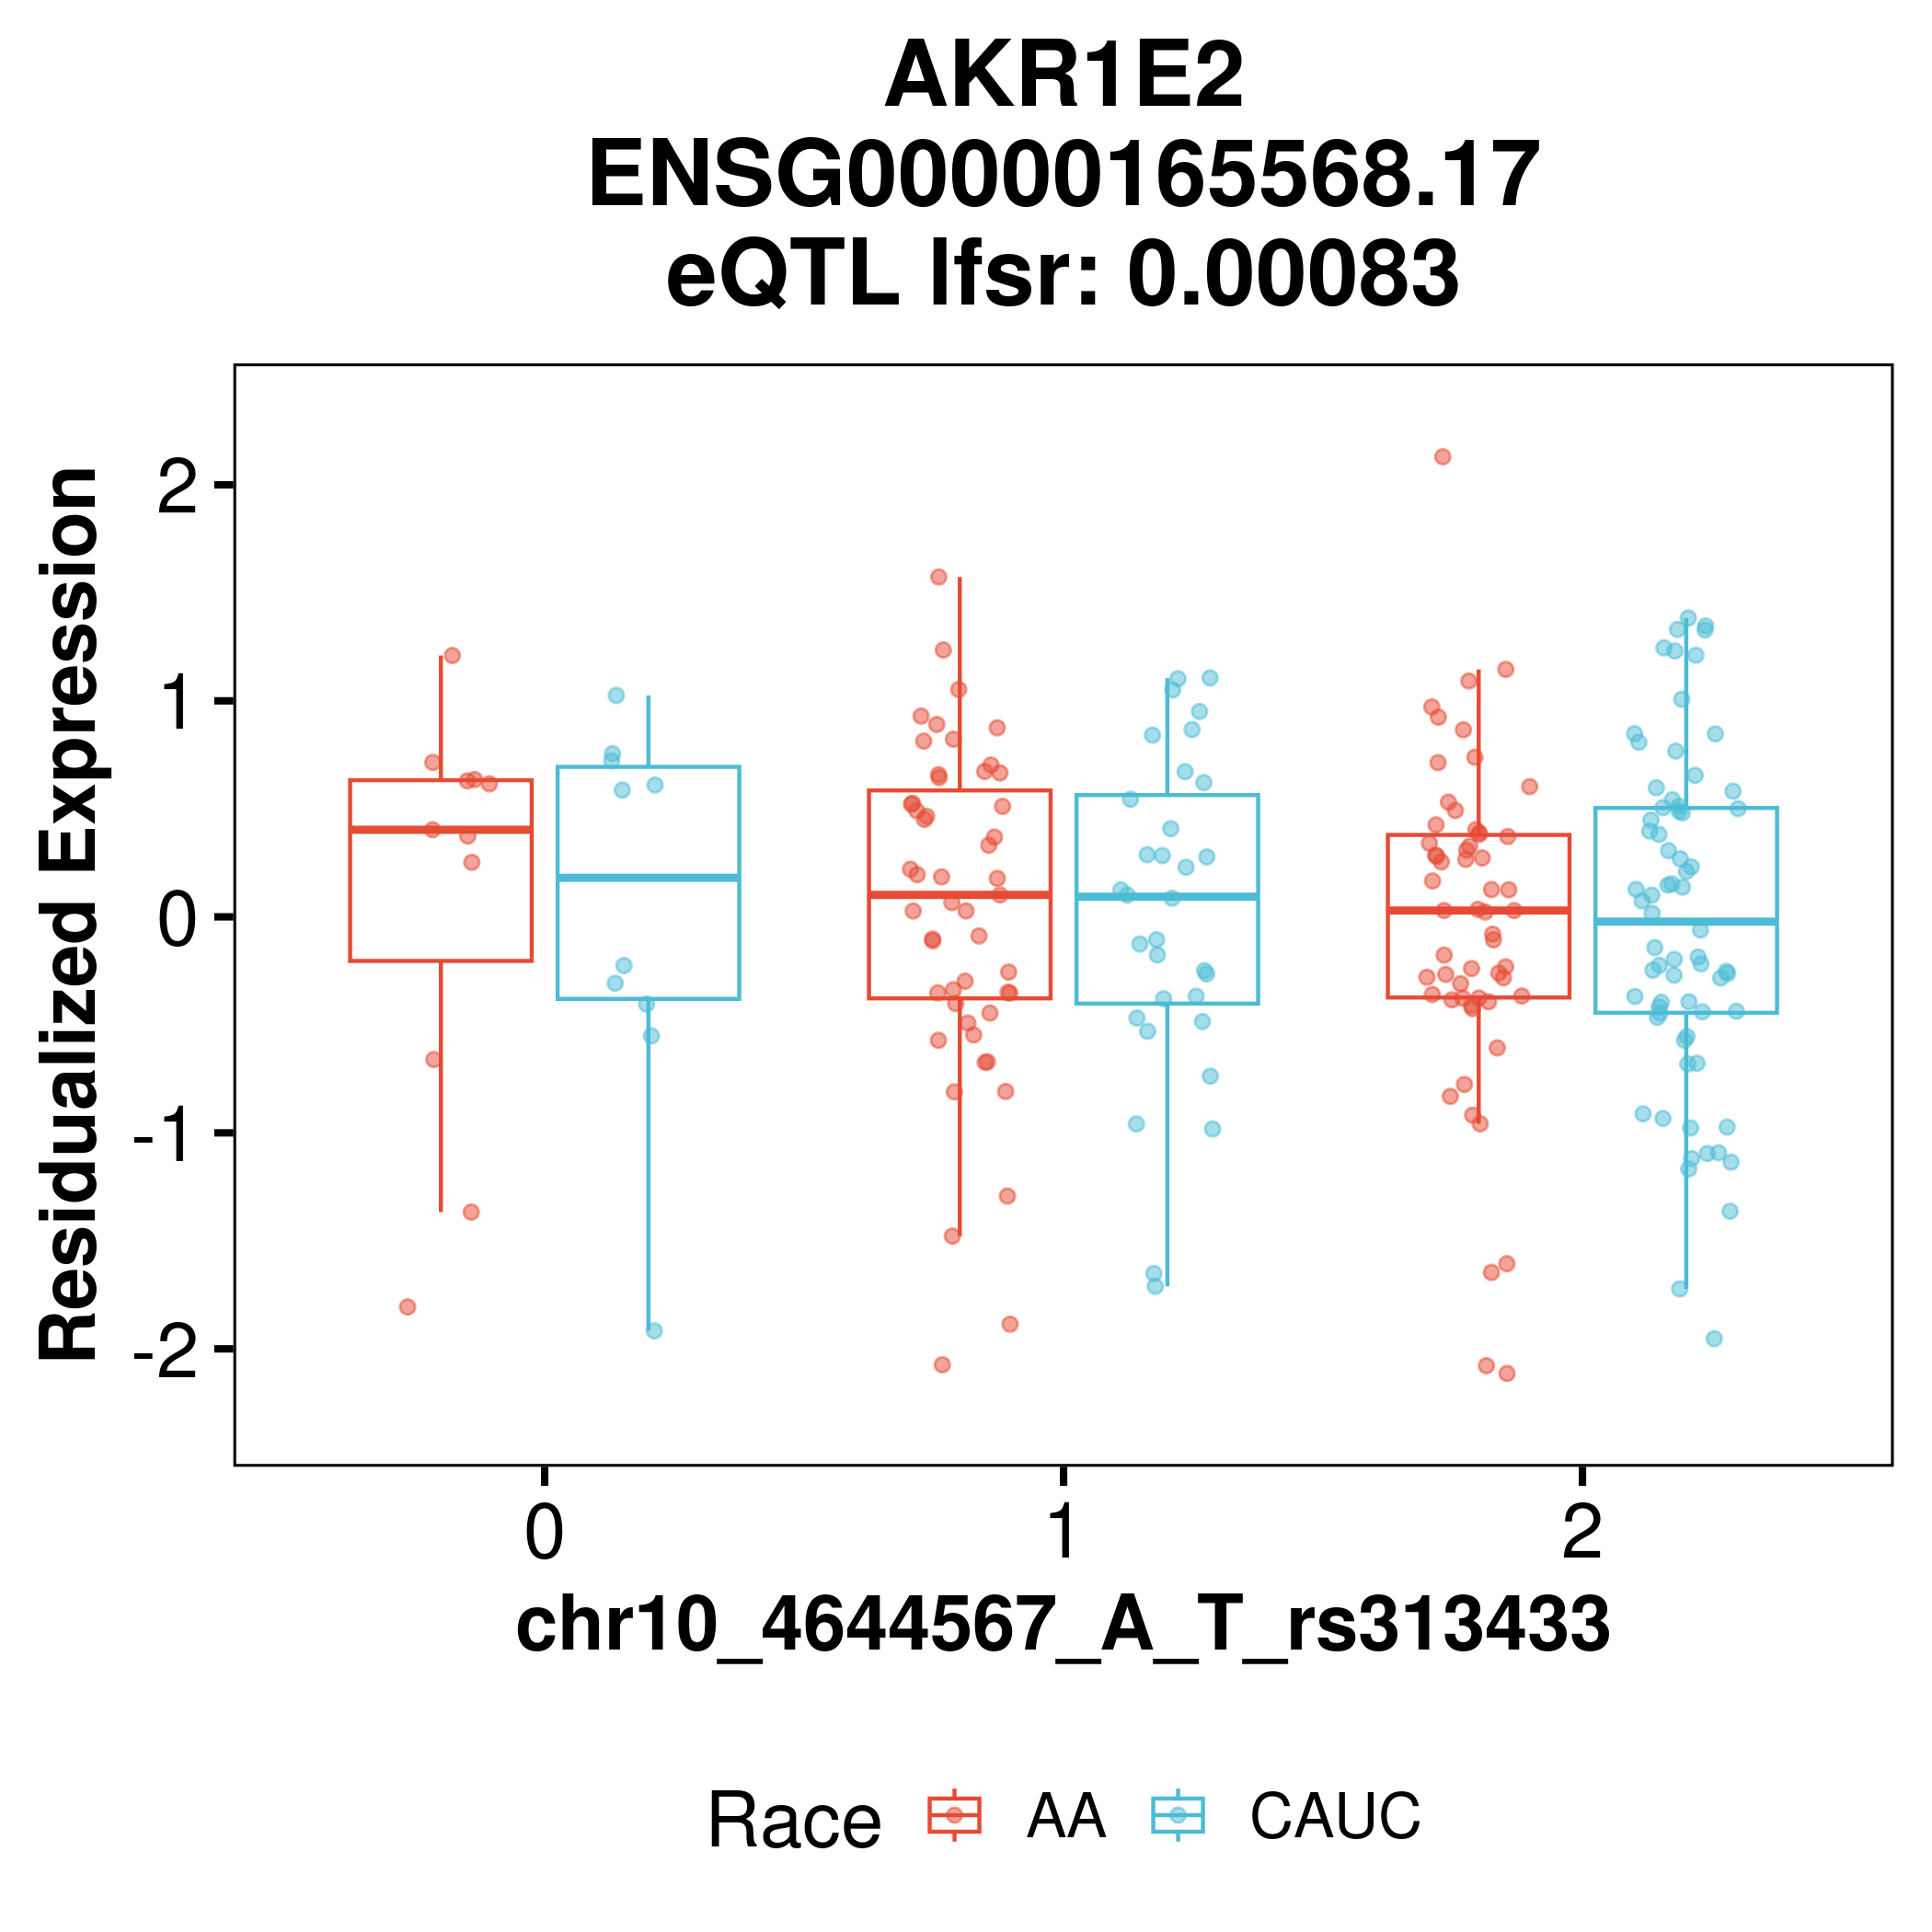 AKR1E2
ENSG00000165568.17
eQTL lfsr: 0.00083
Residualized Expression
2
1
0
-1
-2
0 1 2
chr10_4644567_A_T_rs313433
Race AA CAUC